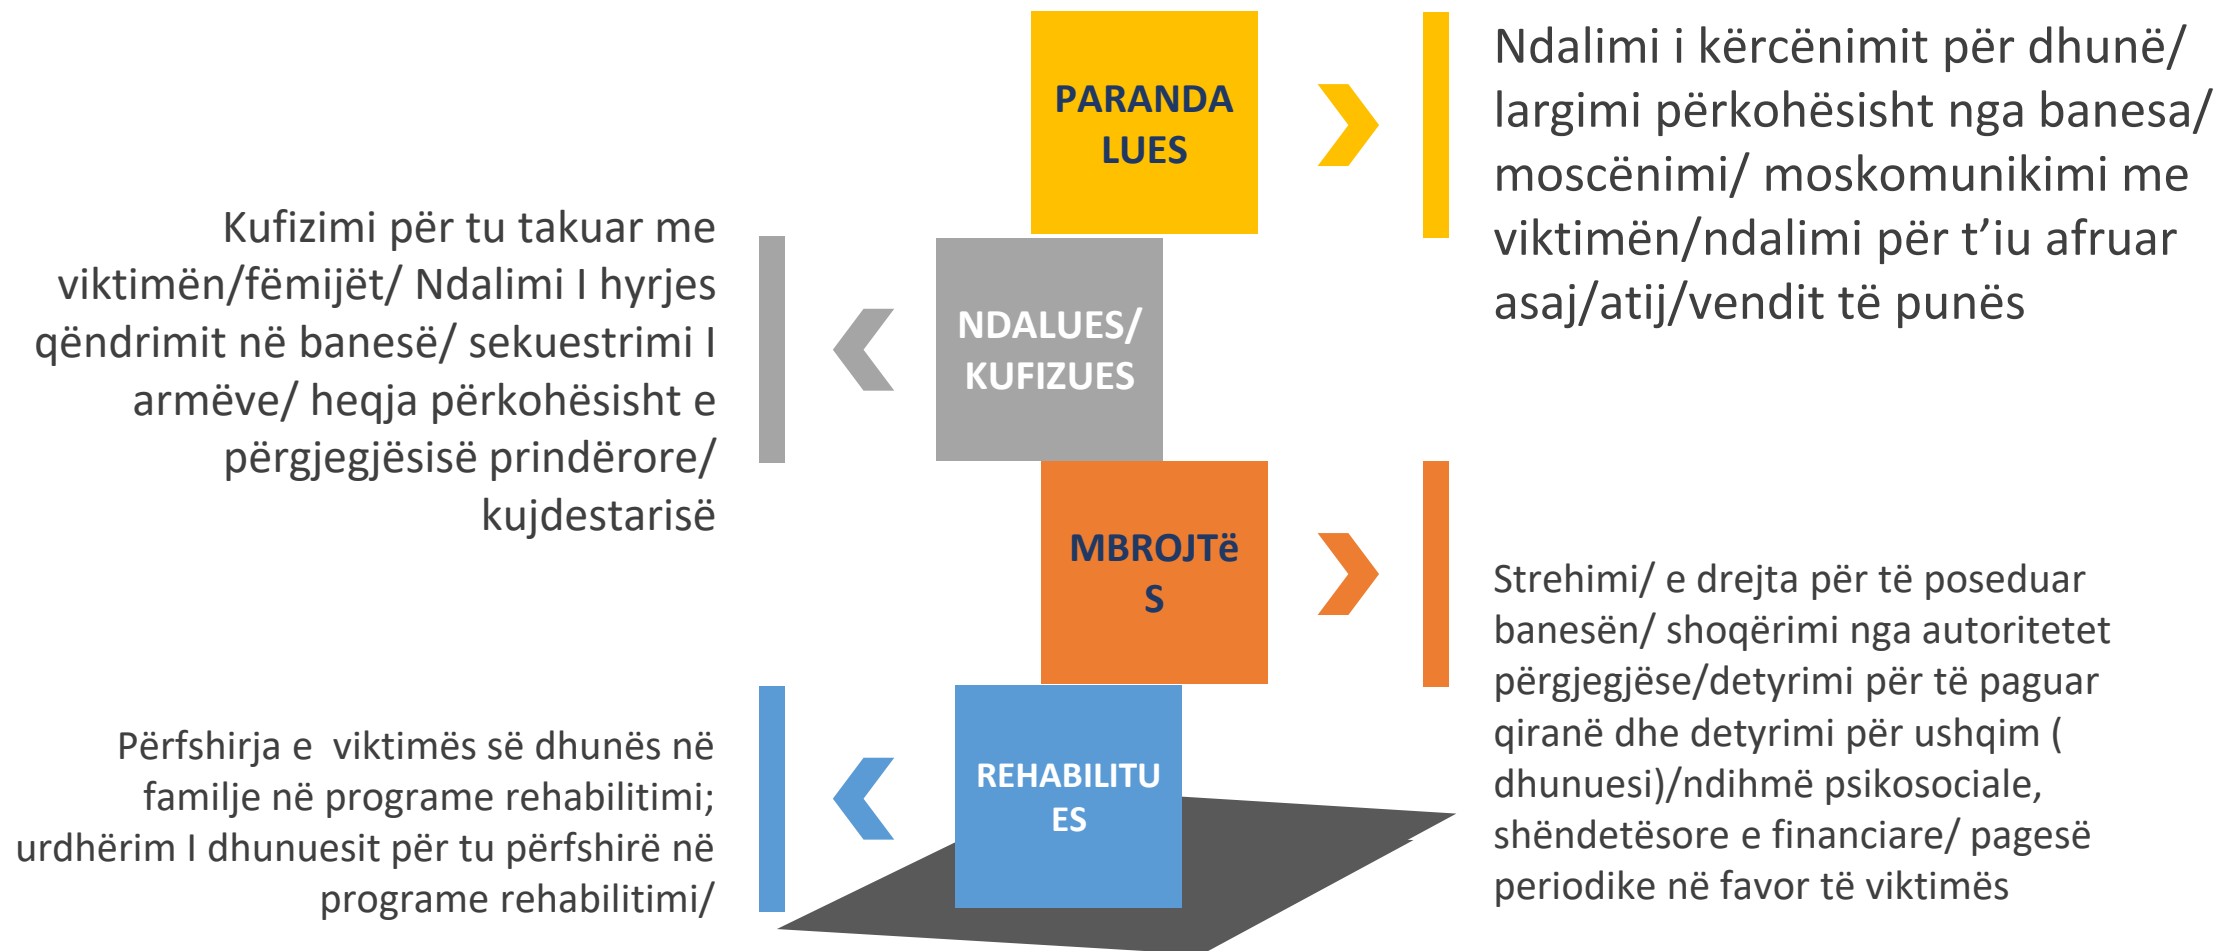 PARANDA
LUES
Ndalimi i kërcënimit për dhunë/
largimi përkohësisht nga banesa/
moscënimi/ moskomunikimi me
viktimën/ndalimi për t’iu afruar
asaj/atij/vendit të punës
Kufizimi për tu takuar me
viktimën/fëmijët/ Ndalimi I hyrjes
qëndrimit në banesë/ sekuestrimi I
armëve/ heqja përkohësisht e
përgjegjësisë prindërore/
kujdestarisë
NDALUES/
KUFIZUES
MBROJTë
S
Strehimi/ e drejta për të poseduar
banesën/ shoqërimi nga autoritetet
përgjegjëse/detyrimi për të paguar
qiranë dhe detyrimi për ushqim (
dhunuesi)/ndihmë psikosociale,
shëndetësore e financiare/ pagesë
periodike në favor të viktimës
Përfshirja e  viktimës së dhunës në
familje në programe rehabilitimi;
urdhërim I dhunuesit për tu përfshirë në
programe rehabilitimi/
REHABILITU
ES